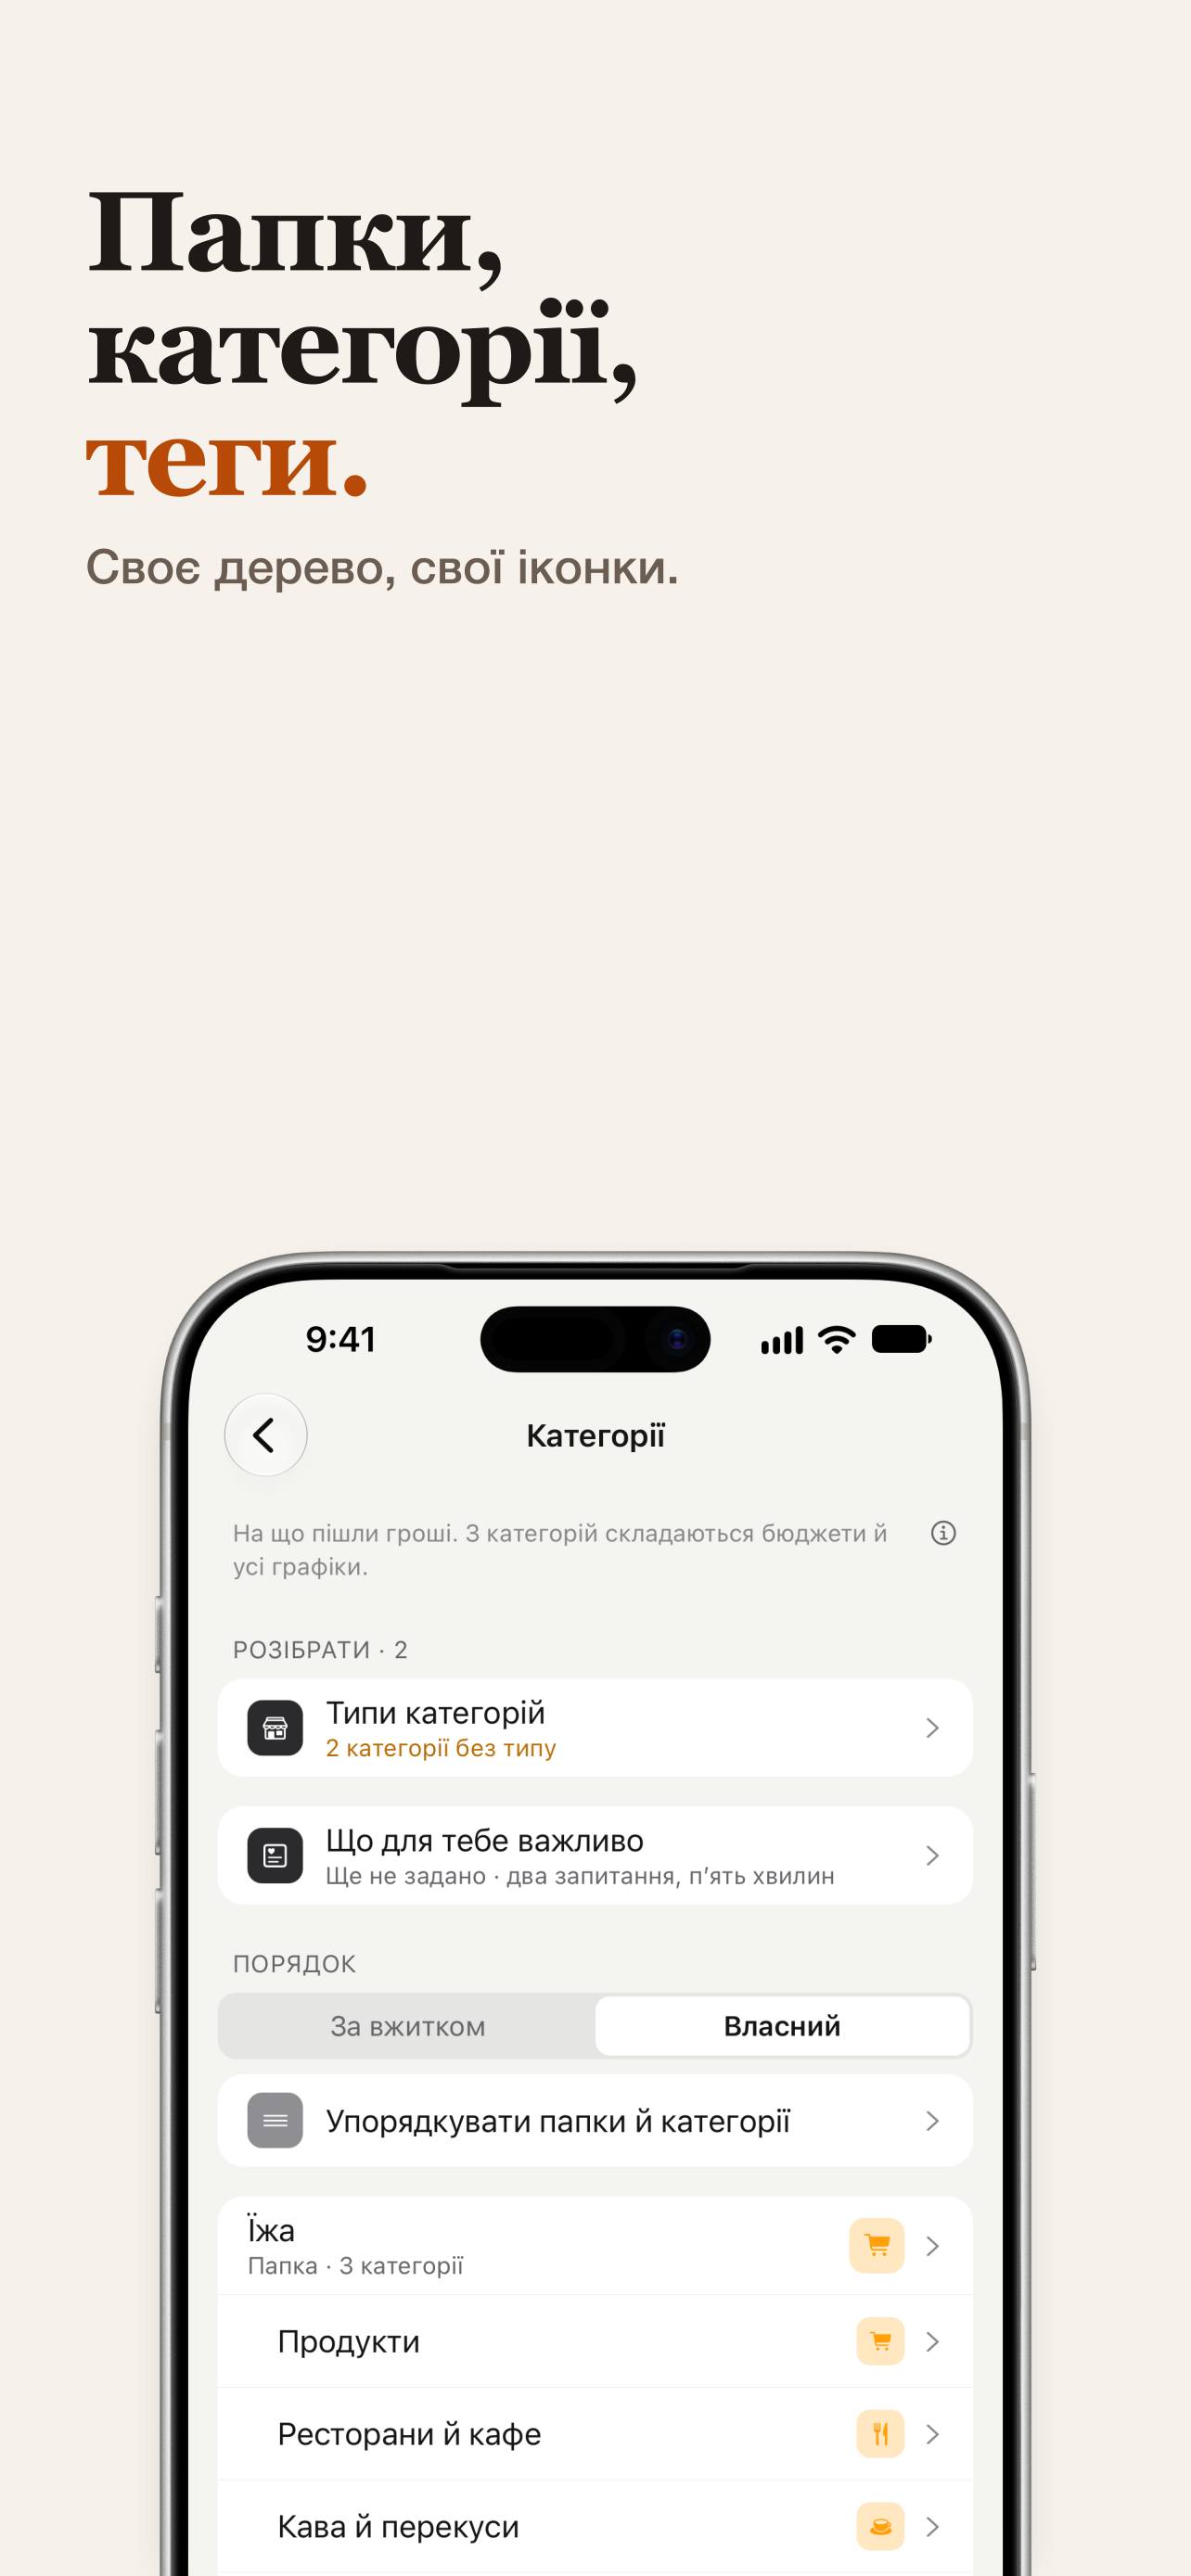 Папки,
категорії,
теги.
Своє дерево, свої іконки.
9:41
Категорії
На що пішли гроші. З категорій складаються бюджети й
усі графіки.
РОЗІБРАТИ · 2
Типи категорій
2 категорії без типу
Що для тебе важливо
Ще не задано · два запитання, п’ять хвилин
ПОРЯДОК
За вжитком
Власний
Упорядкувати папки й категорії
Їжа
Папка · 3 категорії
Продукти
Ресторани й кафе
Кава й перекуси